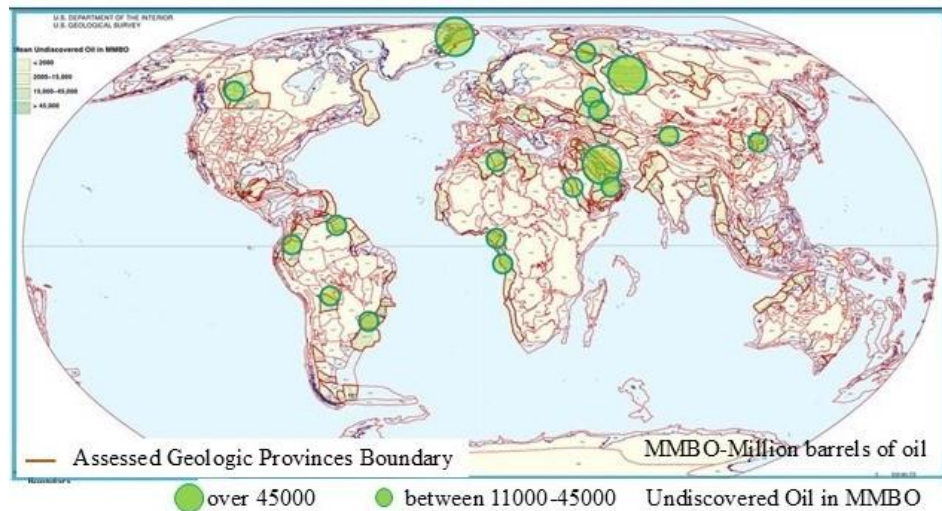 U.S. DEPARTMENT OF THE INTERIOR
U.S. GEOLOGICAL SURVEY
Mean Undiscovered Oil in MMBO
< 2000
2000-15,000
15,000-45,000
> 45,000
Assessed Geologic Provinces Boundary
MMBO-Million barrels of oil
over 45000
between 11000-45000
Undiscovered Oil in MMBO